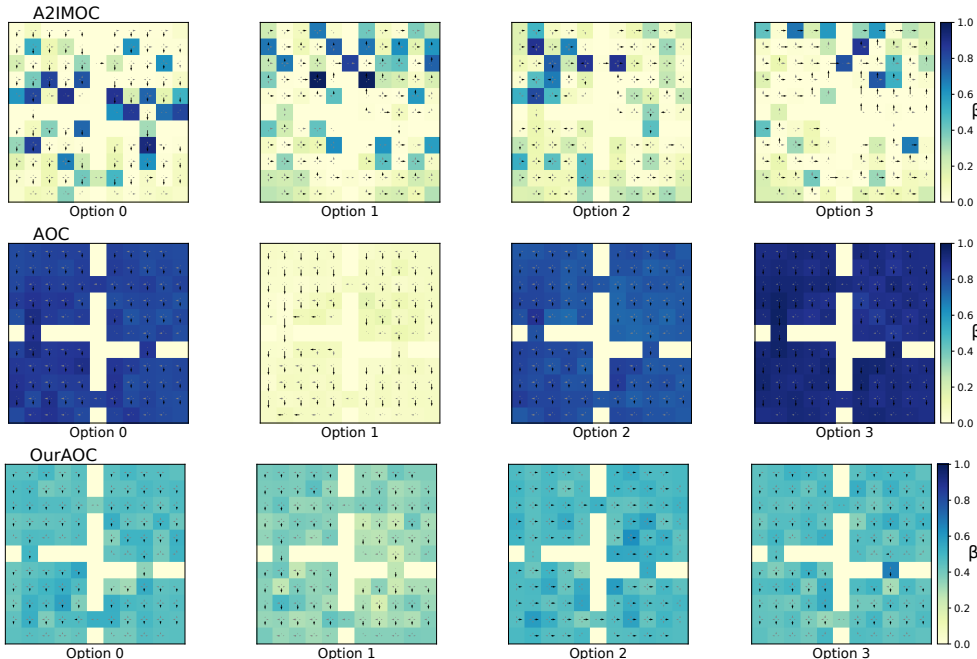 A2IMOC
1.0
0.8
0.6
0.4
0.2
0.0
β
Option 0
Option 1
Option 2
Option 3
AOC
1.0
0.8
0.6
0.4
0.2
0.0
β
Option 0
Option 1
Option 2
Option 3
OurAOC
1.0
0.8
0.6
0.4
0.2
0.0
β
Option 0
Option 1
Option 2
Option 3